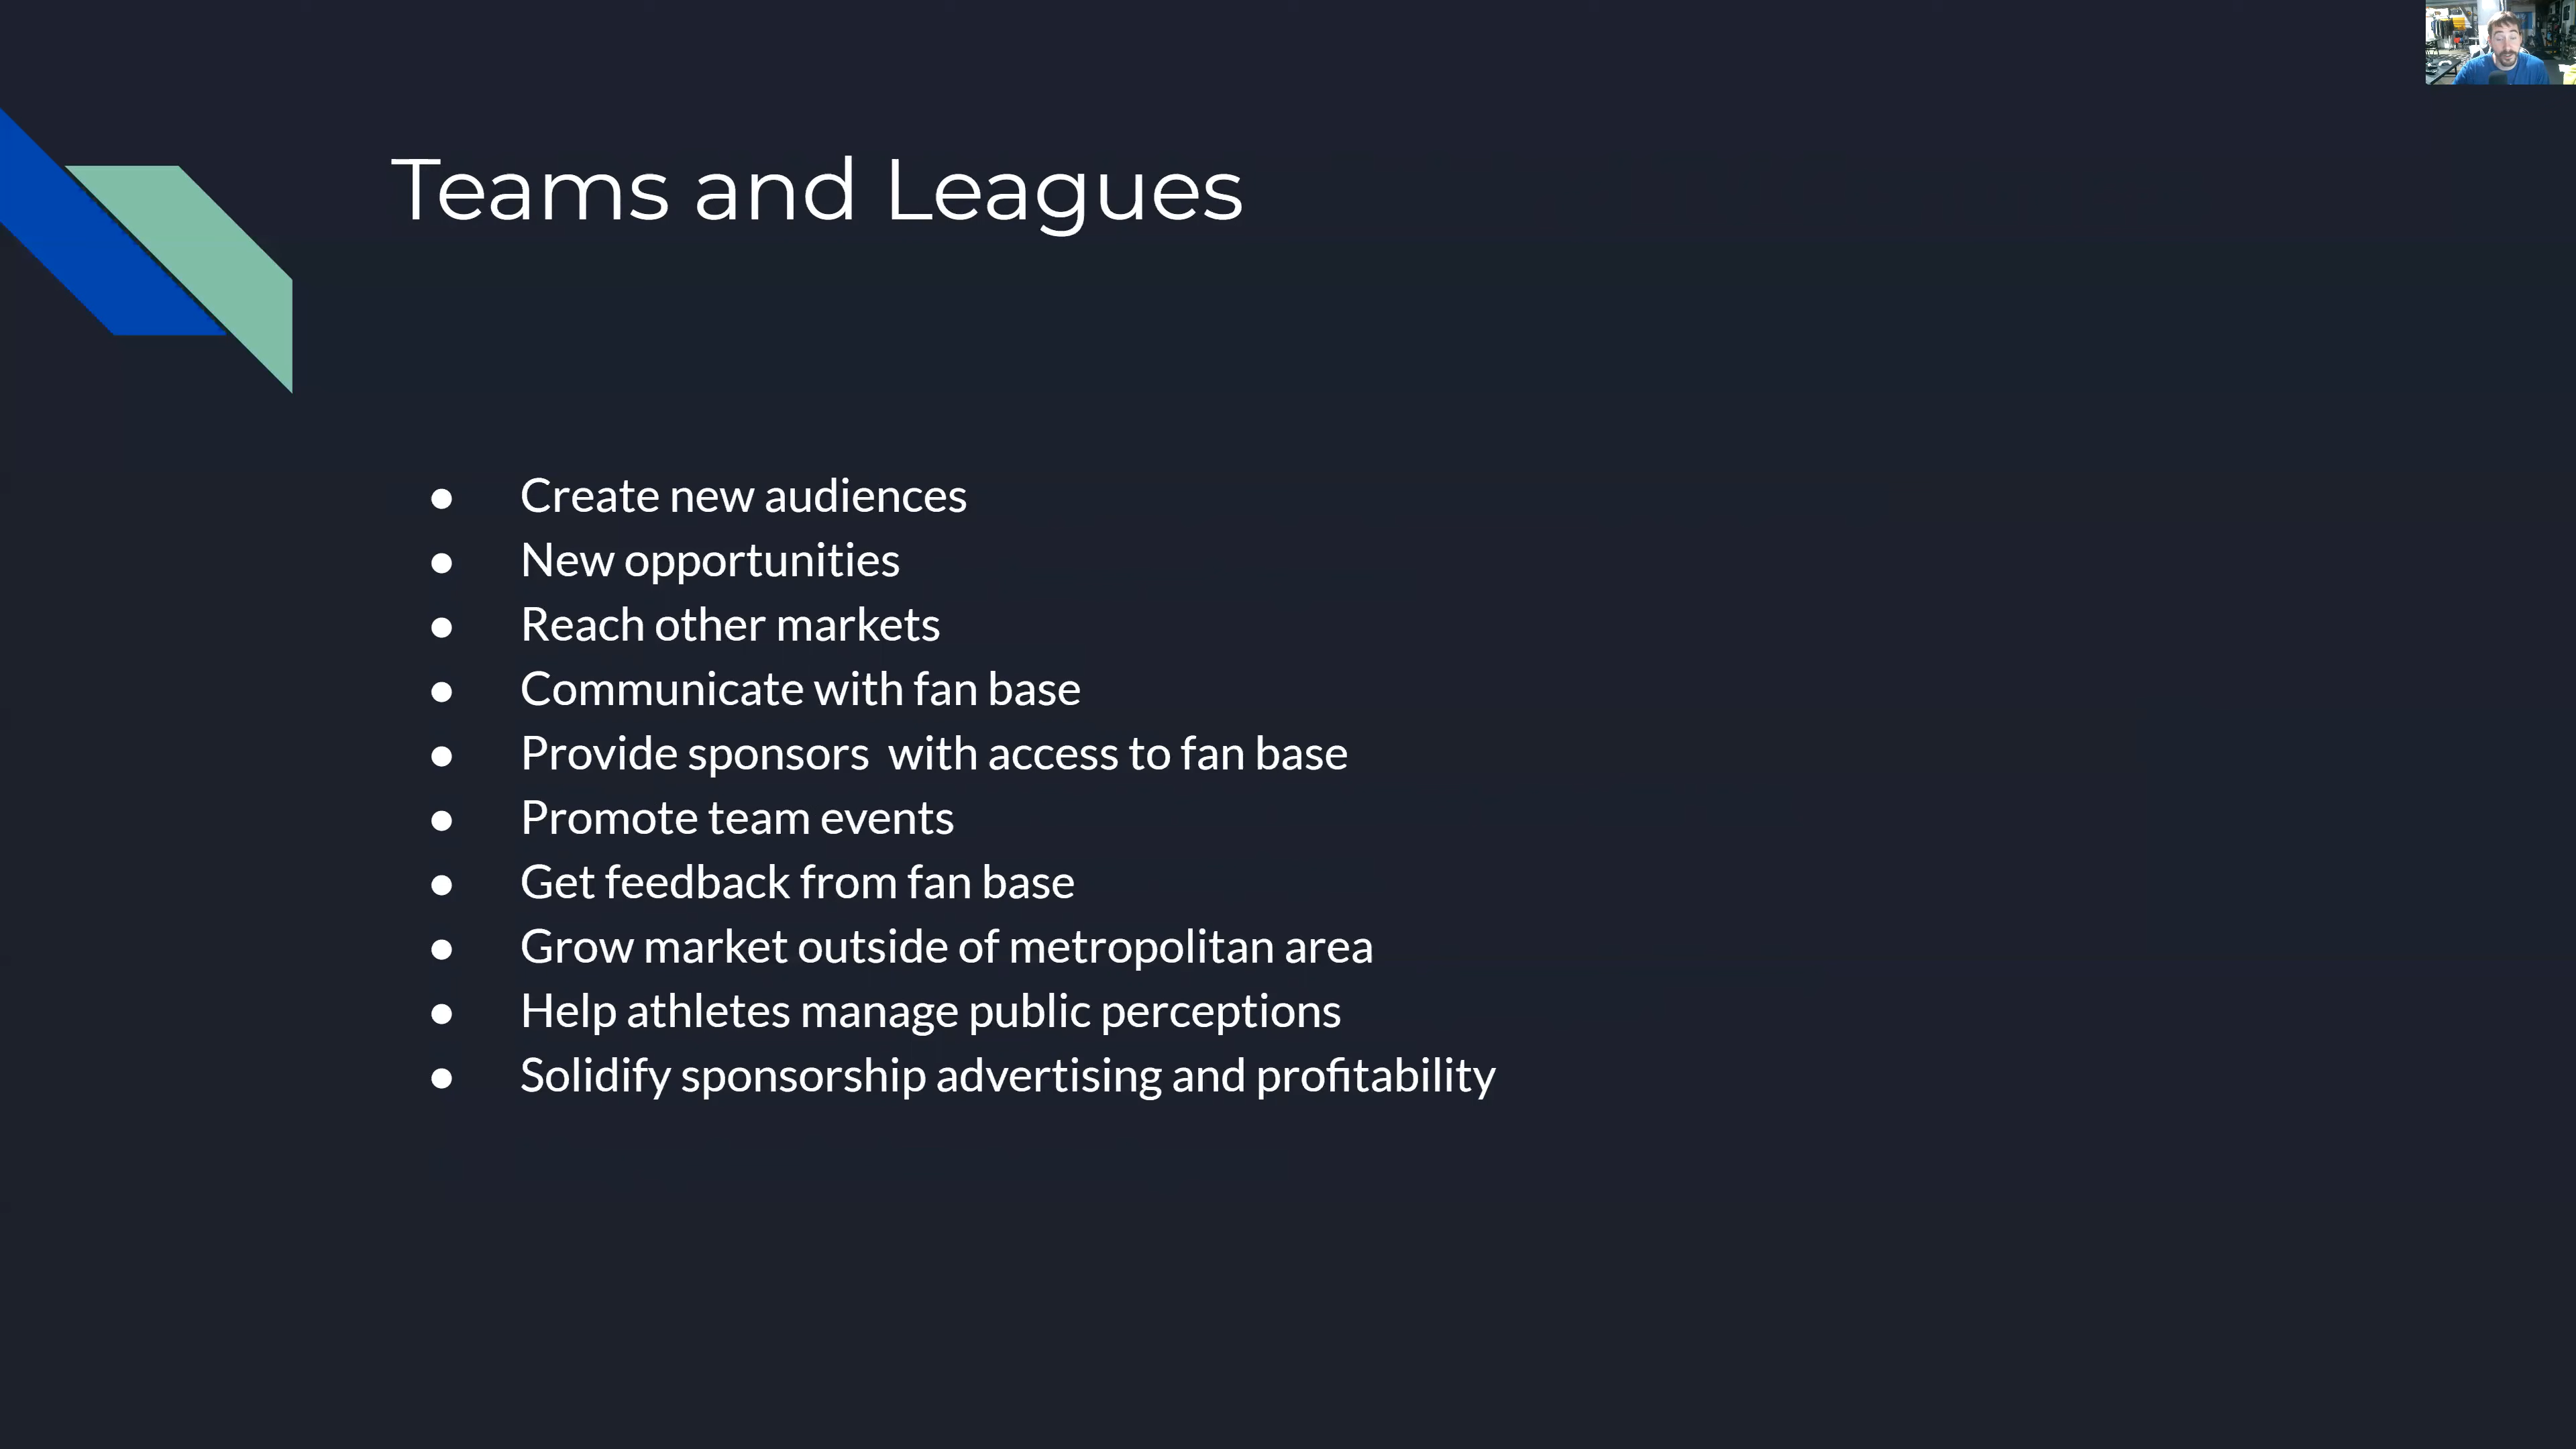 Teams and Leagues
● Create new audiences
● New opportunities
● Reach other markets
● Communicate with fan base
● Provide sponsors  with access to fan base
● Promote team events
● Get feedback from fan base
● Grow market outside of metropolitan area
● Help athletes manage public perceptions
● Solidify sponsorship advertising and profitability